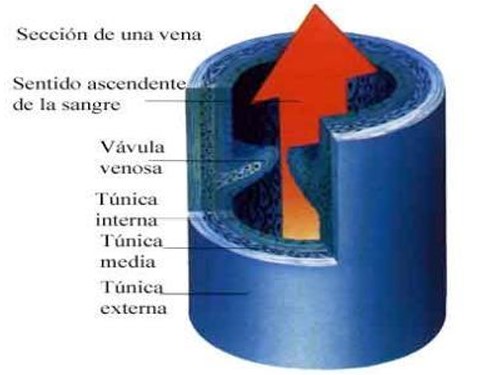 Sección de una vena
Sentido ascendente
de la sangre
Vávula
venosa
Túnica
interna
Túnica
media
Túnica
externa